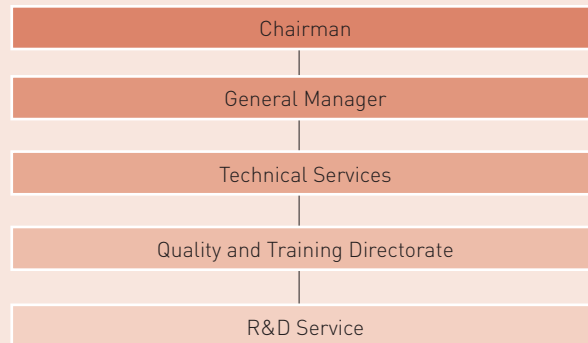 Chairman
General Manager
Technical Services
Quality and Training Directorate
R&D Service